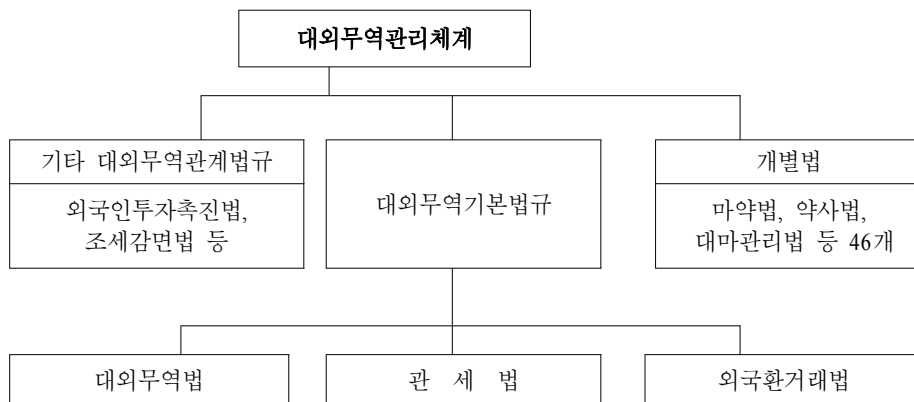 대외무역관리체계
기타 대외무역관계법규
외국인투자촉진법,
조세감면법 등
대외무역기본법규
개별법
마약법, 약사법,
대마관리법 등 46개
대외무역법
관 세 법
외국환거래법